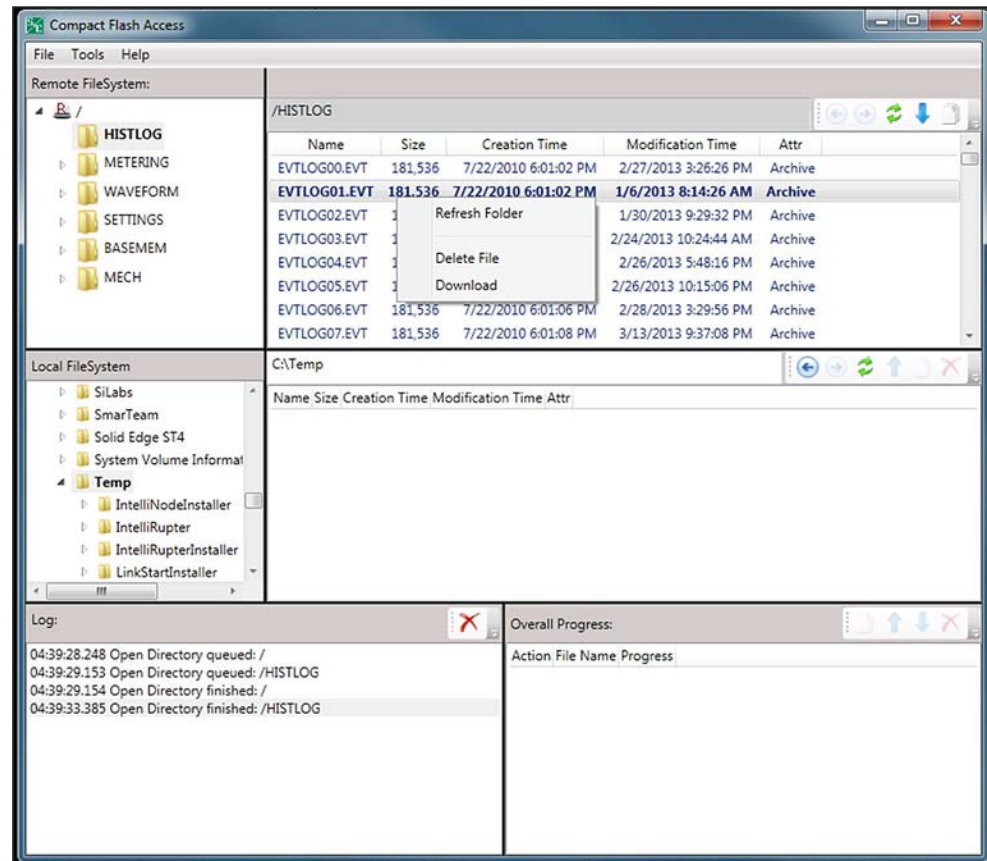 Compact Flash Access
File Tools Help
Remote FileSystem:
/
HISTLOG
METERING
WAVEFORM
SETTINGS
BASEMEM
MECH
/HISTLOG
Name Size Creation Time Modification Time Attr
EVTLOG00.EVT 181,536 7/22/2010 6:01:02 PM 2/27/2013 3:26:26 PM Archive
EVTLOG01.EVT 181,536 7/22/2010 6:01:02 PM 1/6/2013 8:14:26 AM Archive
EVTLOG02.EVT 1 1/30/2013 9:29:32 PM Archive
EVTLOG03.EVT 1 2/24/2013 10:24:44 AM Archive
EVTLOG04.EVT 1 2/26/2013 5:48:16 PM Archive
EVTLOG05.EVT 1 2/26/2013 10:15:06 PM Archive
EVTLOG06.EVT 181,536 7/22/2010 6:01:06 PM 2/28/2013 3:29:56 PM Archive
EVTLOG07.EVT 181,536 7/22/2010 6:01:08 PM 3/13/2013 9:37:08 PM Archive
Refresh Folder
Delete File
Download
Local FileSystem
SiLabs
SmarTeam
Solid Edge ST4
System Volume Informat
Temp
IntelliNodeInstaller
IntelliRupter
IntelliRupterInstaller
LinkStartInstaller
C:\Temp
Name Size Creation Time Modification Time Attr
Log:
04:39:28.248 Open Directory queued: /
04:39:29.153 Open Directory queued: /HISTLOG
04:39:29.154 Open Directory finished: /
04:39:33.385 Open Directory finished: /HISTLOG
Overall Progress:
Action File Name Progress